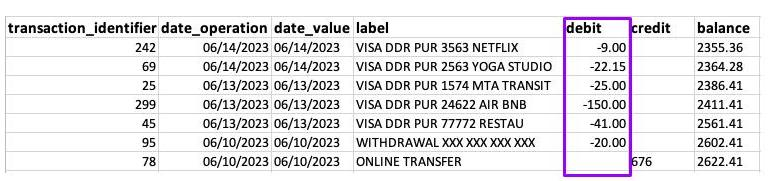 transaction_identifier date_operation date_value label debit credit balance
242 06/14/2023 06/14/2023 VISA DDR PUR 3563 NETFLIX -9.00 2355.36
69 06/14/2023 06/14/2023 VISA DDR PUR 2563 YOGA STUDIO -22.15 2364.28
25 06/13/2023 06/13/2023 VISA DDR PUR 1574 MTA TRANSIT -25.00 2386.41
299 06/13/2023 06/13/2023 VISA DDR PUR 24622 AIR BNB -150.00 2411.41
45 06/13/2023 06/13/2023 VISA DDR PUR 77772 RESTAU -41.00 2561.41
95 06/10/2023 06/10/2023 WITHDRAWAL XXX XXX XXX XXX -20.00 2602.41
78 06/10/2023 06/10/2023 ONLINE TRANSFER 676 2622.41